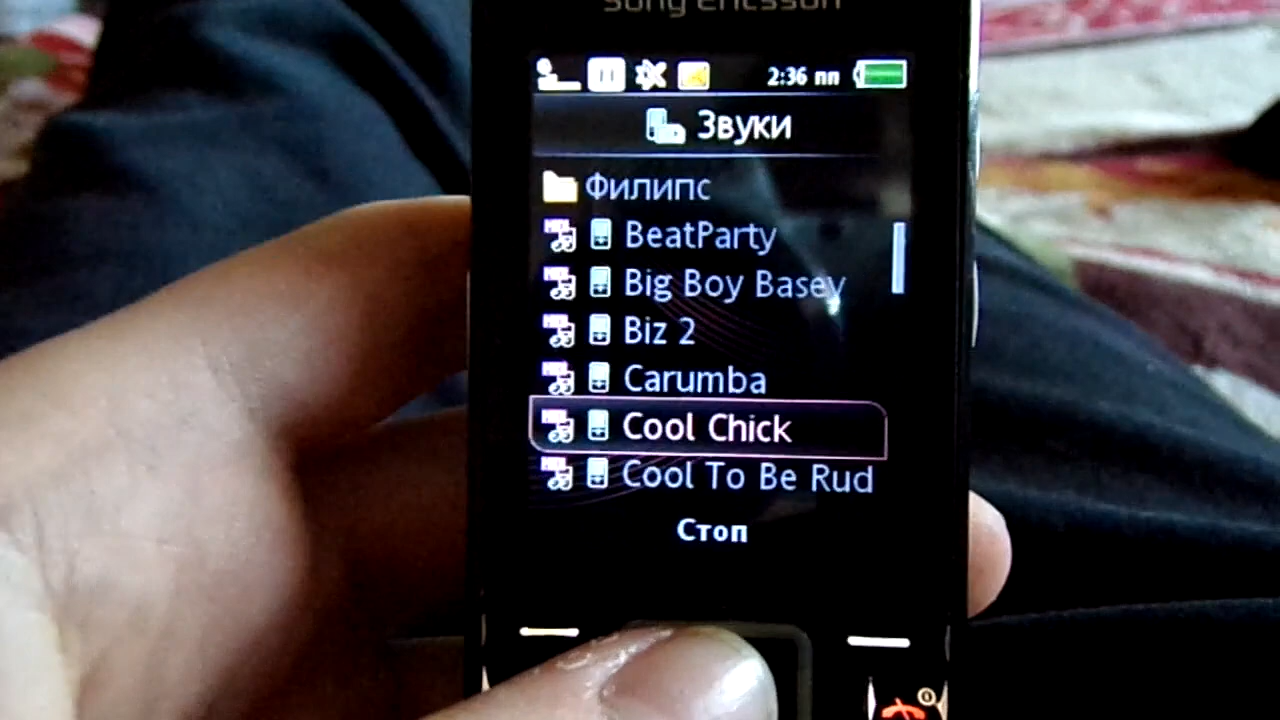 Sony Ericsson
2:36 пп
Звуки
Филипс
BeatParty
Big Boy Basey
Biz 2
Carumba
Cool Chick
Cool To Be Rud
Стоп